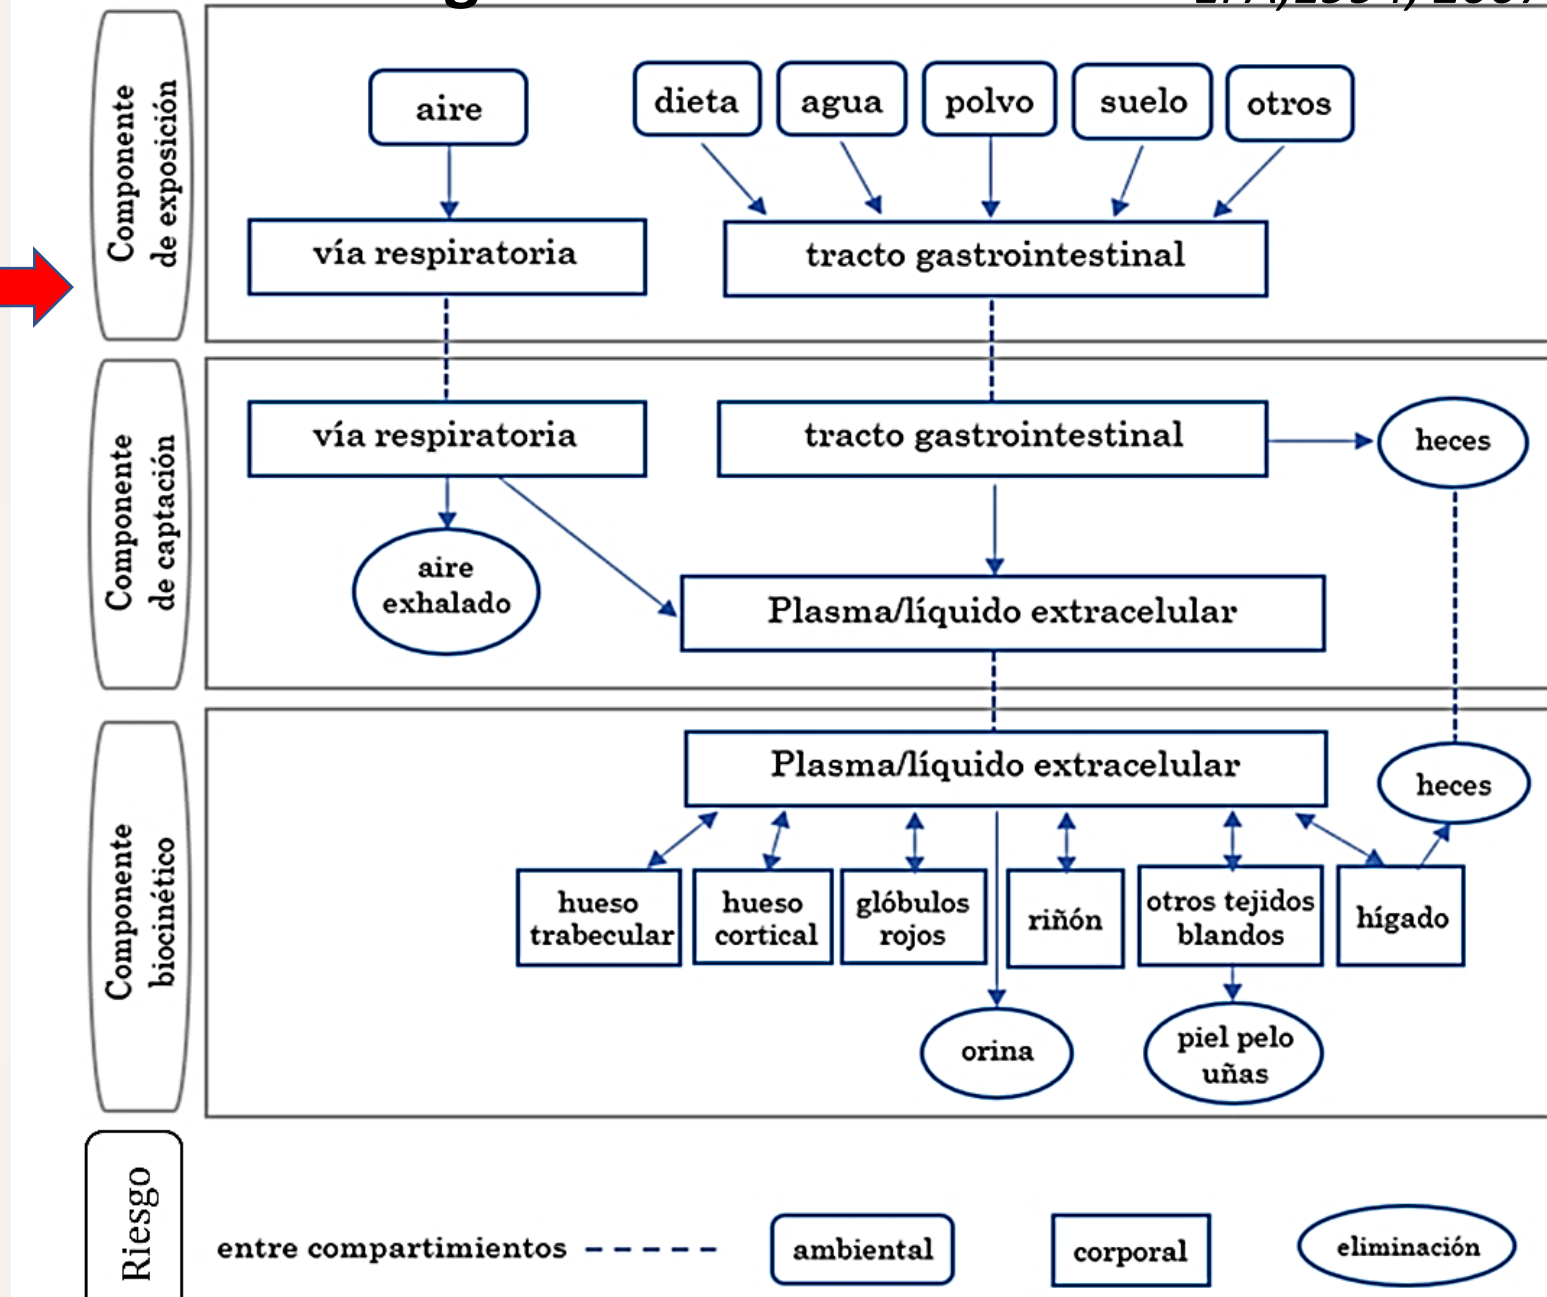 Componente
de exposición
aire
dieta
agua
polvo
suelo
otros
vía respiratoria
tracto gastrointestinal
Componente
de captación
vía respiratoria
tracto gastrointestinal
heces
aire
exhalado
Plasma/líquido extracelular
Componente
biocinético
Plasma/líquido extracelular
heces
hueso
trabecular
hueso
cortical
glóbulos
rojos
riñón
otros tejidos
blandos
hígado
orina
piel pelo
uñas
Riesgo
entre compartimientos
ambiental
corporal
eliminación